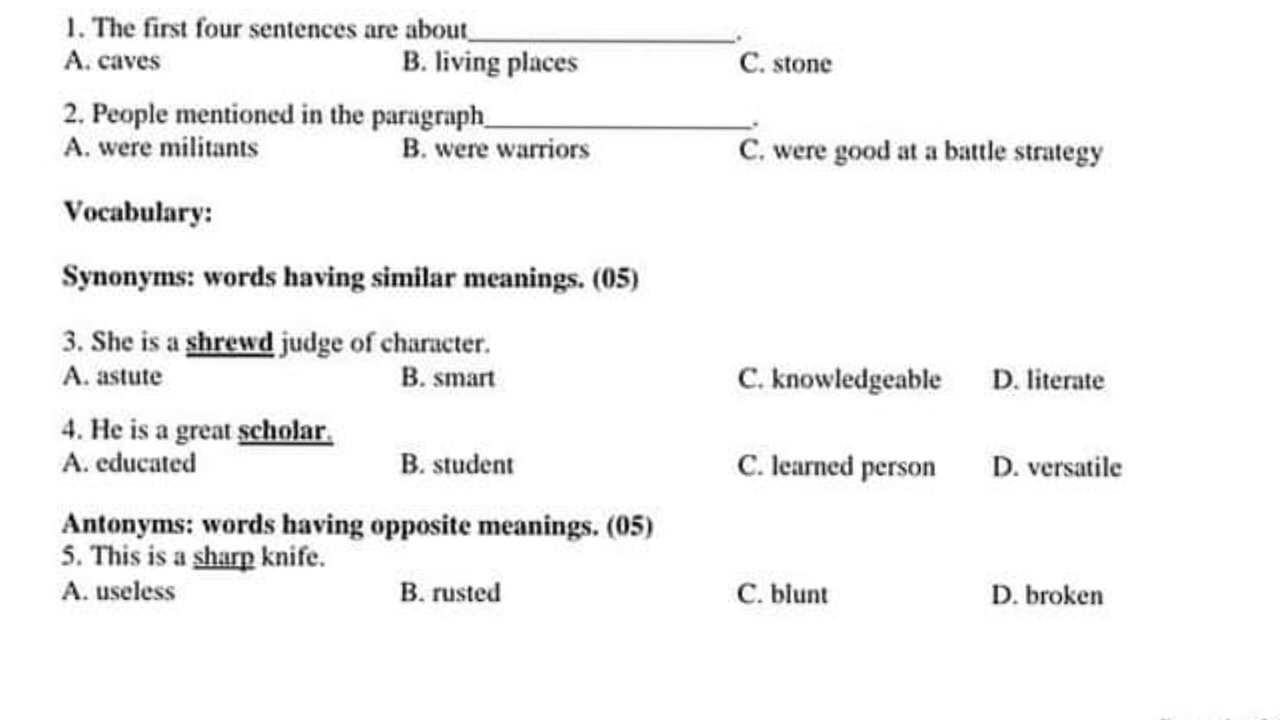 1. The first four sentences are about____________________.
A. caves B. living places C. stone
2. People mentioned in the paragraph____________________.
A. were militants B. were warriors C. were good at a battle strategy
Vocabulary:
Synonyms: words having similar meanings. (05)
3. She is a shrewd judge of character.
A. astute B. smart C. knowledgeable D. literate
4. He is a great scholar.
A. educated B. student C. learned person D. versatile
Antonyms: words having opposite meanings. (05)
5. This is a sharp knife.
A. useless B. rusted C. blunt D. broken